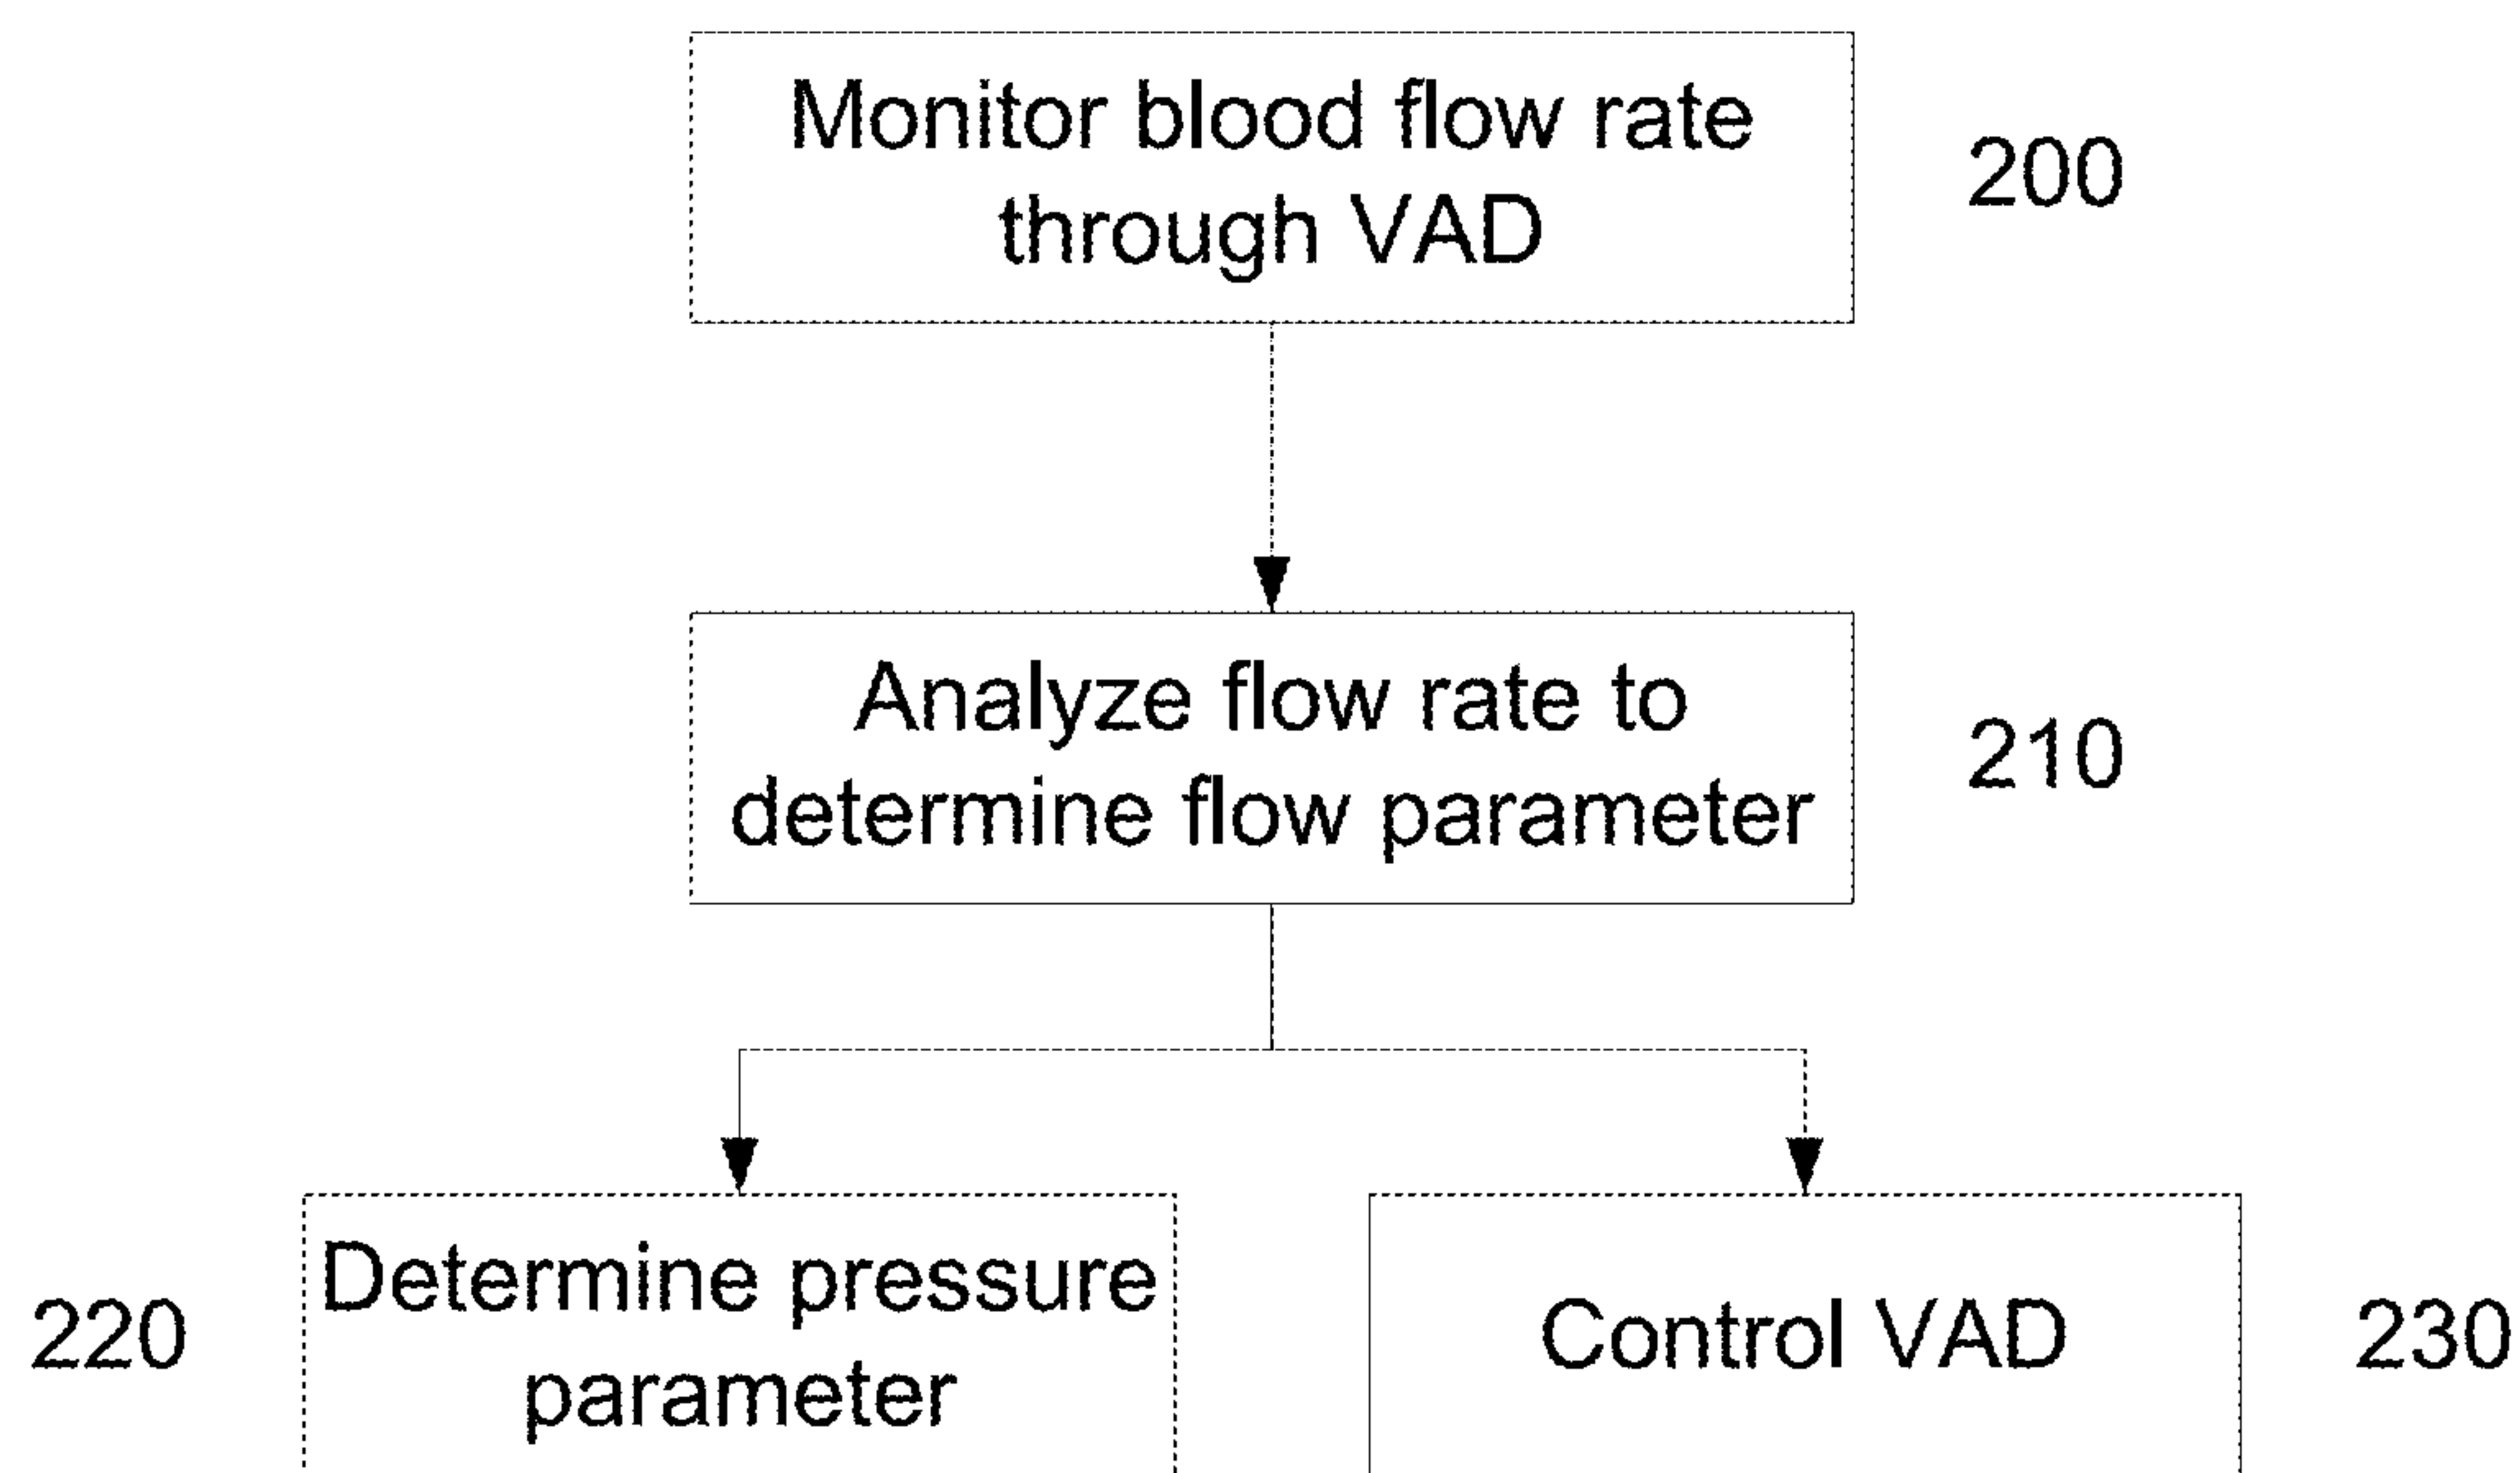 Monitor blood flow rate
through VAD
200
Analyze flow rate to
determine flow parameter
210
220
Determine pressure
parameter
Control VAD
230